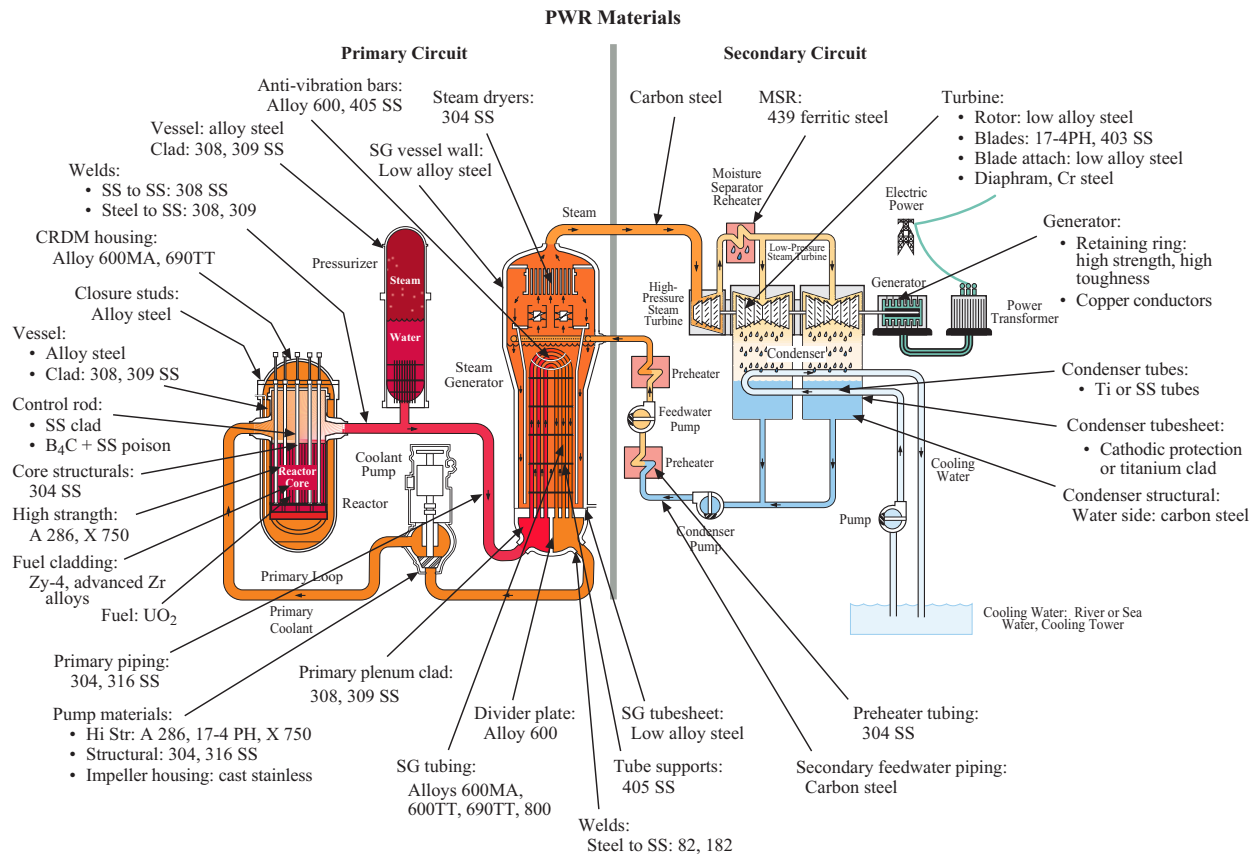 PWR Materials
Primary Circuit
Secondary Circuit
Anti-vibration bars:
Alloy 600, 405 SS
Steam dryers:
304 SS
Vessel: alloy steel
Clad: 308, 309 SS
SG vessel wall:
Low alloy steel
Welds:
• SS to SS: 308 SS
• Steel to SS: 308, 309
CRDM housing:
Alloy 600MA, 690TT
Closure studs:
Alloy steel
Vessel:
• Alloy steel
• Clad: 308, 309 SS
Control rod:
• SS clad
• B₄C + SS poison
Core structurals:
304 SS
High strangth:
A 286, X 750
Fuel cladding:
Zy-4, advanced Zr
alloys
Fuel: UO₂
Primary piping:
304, 316 SS
Pump materials:
• Hi Str: A 286, 17-4 PH, X 750
• Structural: 304, 316 SS
• Impeller housing: cast stainless
Pressurizer
Steam
Water
Reactor
Core
Reactor
Coolant
Pump
Steam
Generator
Primary Loop
Primary
Coolant
Primary plenum clad:
308, 309 SS
SG tubing:
Alloys 600MA,
600TT, 690TT, 800
Divider plate:
Alloy 600
Tube supports:
405 SS
Welds:
Steel to SS: 82, 182
SG tubesheet:
Low alloy steel
Carbon steel
MSR:
439 ferritic steel
Turbine:
• Rotor: low alloy steel
• Blades: 17-4PH, 403 SS
• Blade attach: low alloy steel
• Diaphram, Cr steel
Steam
Moisture
Separator
Reheater
Low-Pressure
Steam Turbine
High-
Pressure
Steam
Turbine
Electric
Power
Generator
Power
Transformer
Generator:
• Retaining ring:
high strength, high
toughness
• Copper conductors
Condenser
Preheater
Feedwater
Pump
Preheater
Condenser
Pump
Cooling
Water
Pump
Condenser tubes:
• Ti or SS tubes
Condenser tubesheet:
• Cathodic protection
or titanium clad
Condenser structural:
Water side: carbon steel
Cooling Water: River or Sea
Water, Cooling Tower
Preheater tubing:
304 SS
Secondary feedwater piping:
Carbon steel